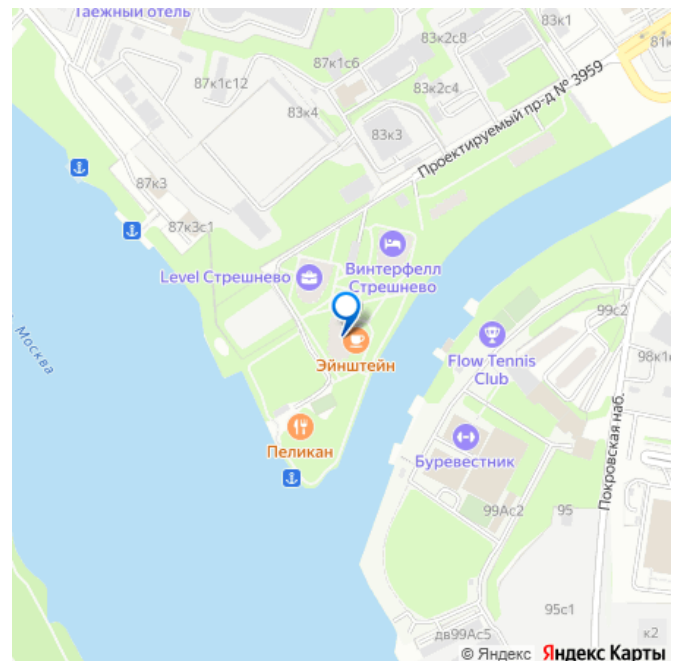 Таежный отель
83к1
83к2с8
81к
87к1с6
87к1с12
83к2с4
83к4
83к3
Проектируемый пр-д № 3959
87к3
87к3с1
Level Стрешнево
Винтерфелл
Стрешнево
99с2
Москва
Эйнштейн
Flow Tennis
Club
98к1
Пеликан
Буревестник
Покровская наб.
99Ас2
95
95с1
дв99Ас5
к2
© Яндекс Яндекс Карты